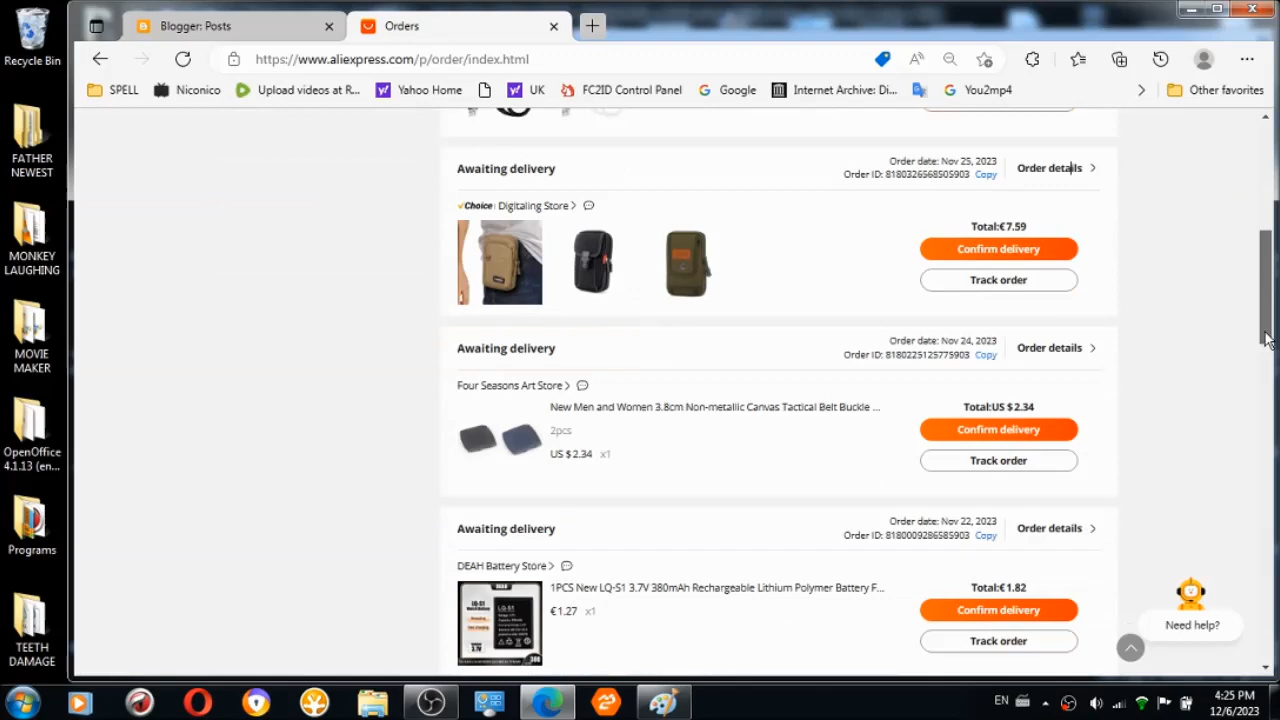 Recycle Bin
FATHER
NEWEST
MONKEY
LAUGHING
MOVIE
MAKER
OpenOffice
4.1.13 (en...
Programs
TEETH
DAMAGE
Blogger: Posts
Orders
https://www.aliexpress.com/p/order/index.html
SPELL
Niconico
Upload videos at R...
Yahoo Home
UK
FC2ID Control Panel
Google
Internet Archive: Di...
You2mp4
Other favorites
Awaiting delivery
Order date: Nov 25, 2023
Order ID: 8180326568505903 Copy
Order details
Choice Digitaling Store
Total:€7.59
Confirm delivery
Track order
Awaiting delivery
Order date: Nov 24, 2023
Order ID: 8180225125775903 Copy
Order details
Four Seasons Art Store
New Men and Women 3.8cm Non-metallic Canvas Tactical Belt Buckle ...
2pcs
US $2.34 x1
Total:US $2.34
Confirm delivery
Track order
Awaiting delivery
Order date: Nov 22, 2023
Order ID: 8180009286585903 Copy
Order details
DEAH Battery Store
1PCS New LQ-S1 3.7V 380mAh Rechargeable Lithium Polymer Battery F...
€1.27 x1
LQ-S1
Total:€1.82
Confirm delivery
Track order
Need help?
EN
4:25 PM
12/6/2023